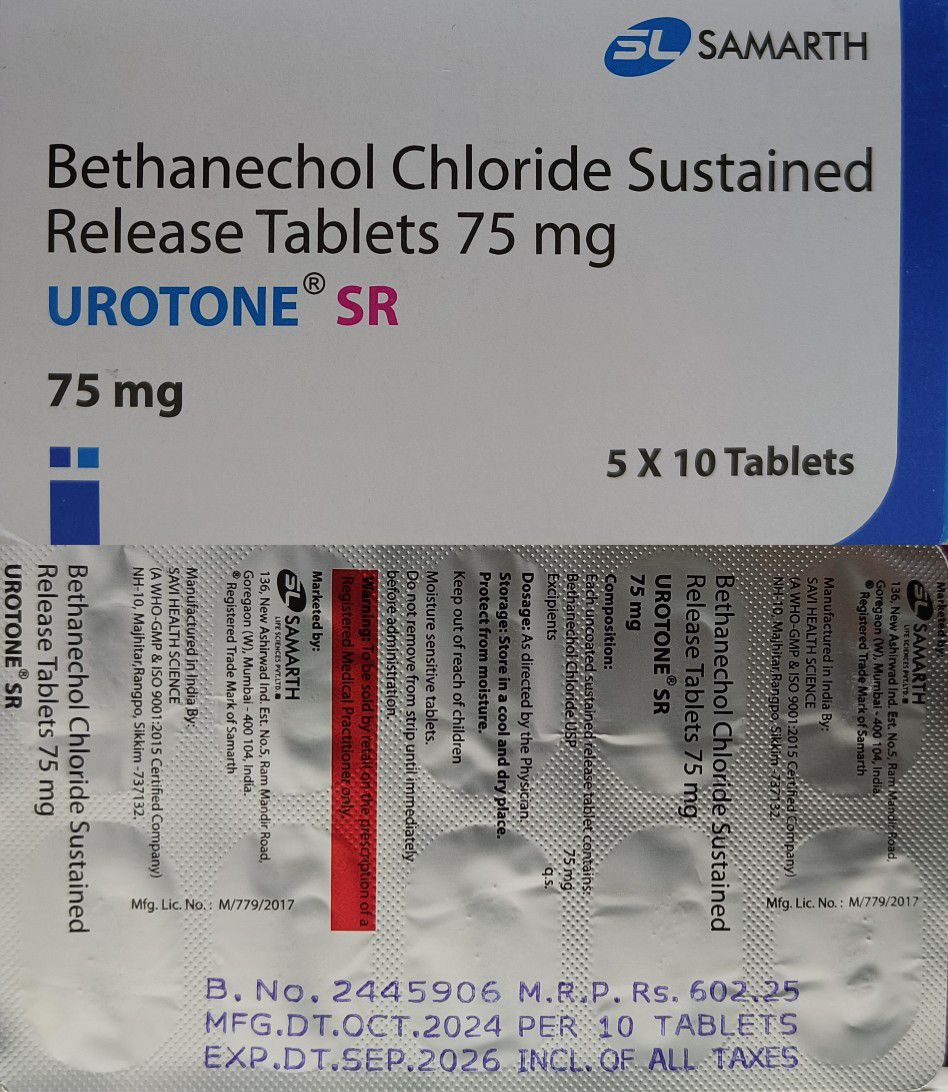 SL SAMARTH
Bethanechol Chloride Sustained
Release Tablets 75 mg
UROTONE® SR
75 mg
5 X 10 Tablets
Marketed by:
SL SAMARTH
LIFE SCIENCES PVT.LTD.
136, New Ashirwad Ind. Est. No.5, Ram Mandir Road,
Goregaon (W), Mumbai - 400 104, India.
® Registered Trade Mark of Samarth
Manufactured in India By:
SAVI HEALTH SCIENCE
(A WHO-GMP & ISO 9001:2015 Certified Company)
NH-10, Majhitar,Rangpo, Sikkim -737132.
Mfg. Lic. No. : M/779/2017
Bethanechol Chloride Sustained
Release Tablets 75 mg
UROTONE® SR
75 mg
Composition:
Each uncoated sustained release tablet contains:
Bethanechol Chloride USP 75 mg
Excipients q.s.
Dosage: As directed by the Physician.
Storage: Store in a cool and dry place.
Protect from moisture.
Keep out of reach of children
Moisture sensitive tablets.
Do not remove from strip until immediately
before administration.
Warning: To be sold by retail on the prescription of a
Registered Medical Practitioner only.
Marketed by:
SL SAMARTH
LIFE SCIENCES PVT.LTD.
136, New Ashirwad Ind. Est. No.5, Ram Mandir Road,
Goregaon (W), Mumbai - 400 104, India.
® Registered Trade Mark of Samarth
Manufactured in India By:
SAVI HEALTH SCIENCE
(A WHO-GMP & ISO 9001:2015 Certified Company)
NH-10, Majhitar,Rangpo, Sikkim -737132.
Mfg. Lic. No. : M/779/2017
Bethanechol Chloride Sustained
Release Tablets 75 mg
UROTONE® SR
B. No. 2445906 M.R.P. Rs. 602.25
MFG.DT.OCT.2024 PER 10 TABLETS
EXP.DT.SEP.2026 INCL.OF ALL TAXES